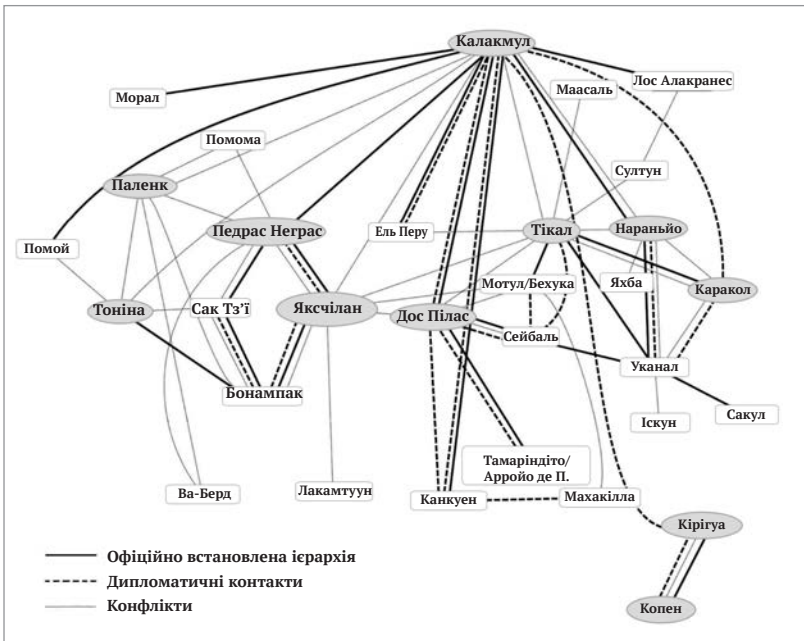 Калакмул
Лос Алакранес
Маасаль
Морал
Помома
Султун
Паленк
Педрас Неграс
Ель Перу
Тікал
Нараньйо
Помой
Мотул/Бехука
Яхба
Каракол
Тоніна
Сак Тз’ї
Яксчілан
Дос Пілас
Сейбаль
Уканал
Бонампак
Іскун
Сакул
Тамаріндіто/
Арройо де П.
Ва-Берд
Лакамтуун
Канкуен
Махакілла
Кірігуа
Офіційно встановлена ієрархія
Дипломатичні контакти
Конфлікти
Копен